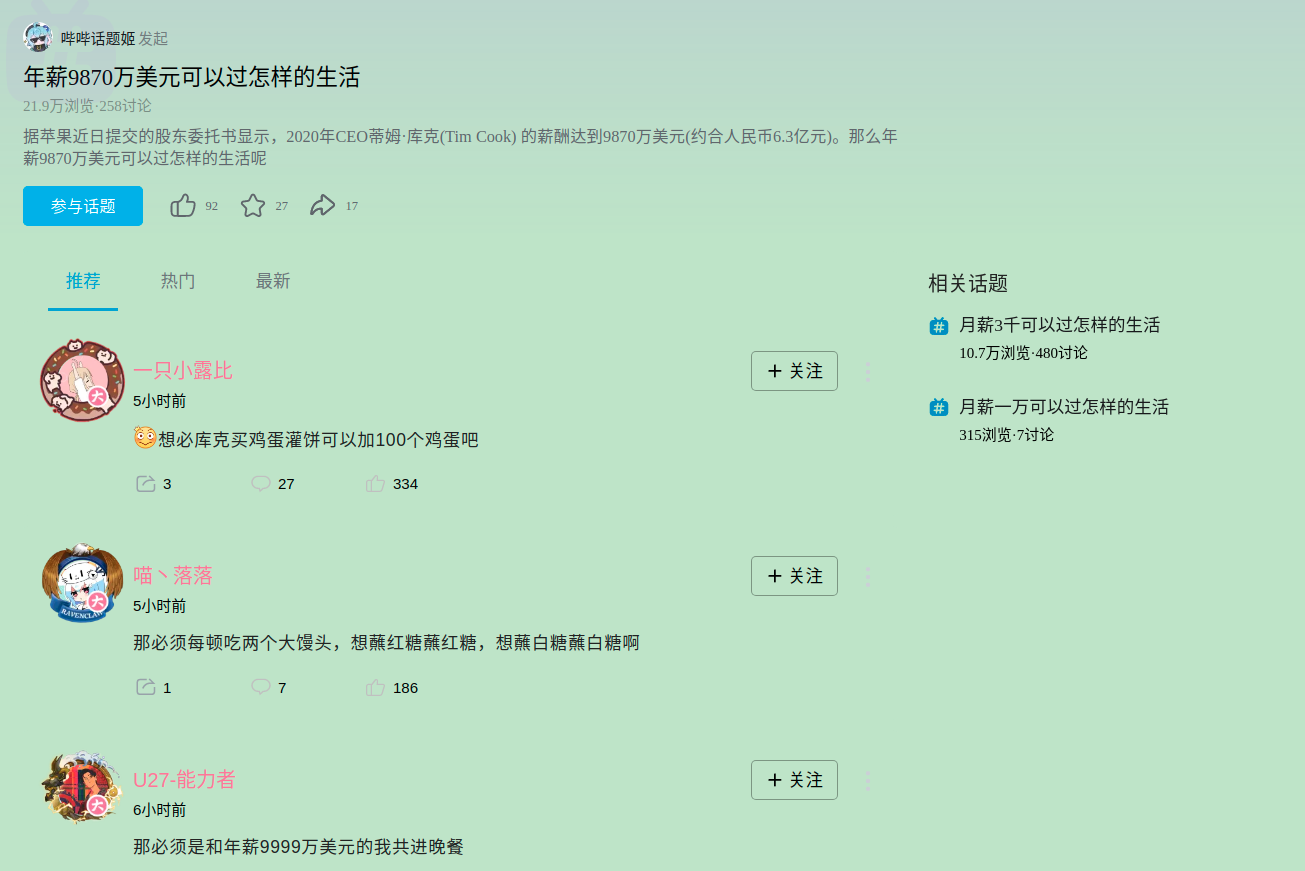 哔哔话题姬 发起
年薪9870万美元可以过怎样的生活
21.9万浏览·258讨论
据苹果近日提交的股东委托书显示，2020年CEO蒂姆·库克(Tim Cook) 的薪酬达到9870万美元(约合人民币6.3亿元)。那么年
薪9870万美元可以过怎样的生活呢
参与话题 92 27 17
推荐 热门 最新
一只小露比
+ 关注
5小时前
想必库克买鸡蛋灌饼可以加100个鸡蛋吧
3 27 334
喵丶落落
+ 关注
5小时前
那必须每顿吃两个大馒头，想蘸红糖蘸红糖，想蘸白糖蘸白糖啊
1 7 186
U27-能力者
+ 关注
6小时前
那必须是和年薪9999万美元的我共进晚餐
相关话题
月薪3千可以过怎样的生活
10.7万浏览·480讨论
月薪一万可以过怎样的生活
315浏览·7讨论
大
大
RAVENCLAW
大